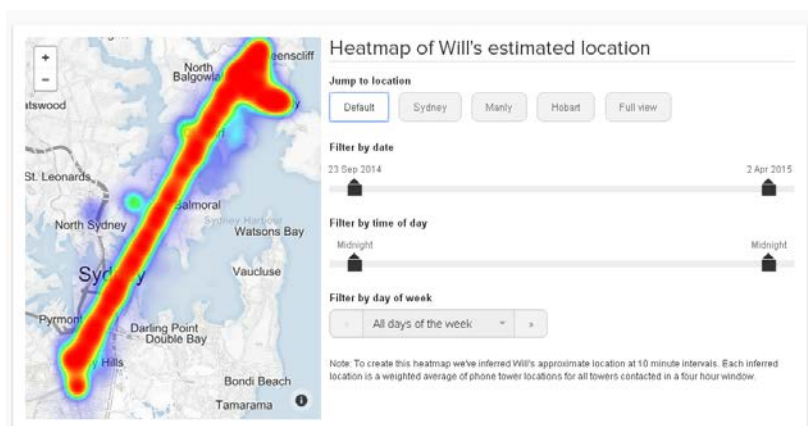 Heatmap of Will's estimated location
+
-
North
Balgowla
eenscliff
y
atswood
St. Leonards
Balmoral
North Sydney
Sydney Harbour
Watsons Bay
Syd y
Vaucluse
Pyrmont
Darling Point
Double Bay
y Hills
Bondi Beach
Tamarama
Jump to location
Default
Sydney
Manly
Hobart
Full view
Filter by date
23 Sep 2014
2 Apr 2015
Filter by time of day
Midnight
Midnight
Filter by day of week
«
All days of the week
»
Note: To create this heatmap we've inferred Will's approximate location at 10 minute intervals. Each inferred
location is a weighted average of phone tower locations for all towers contacted in a four hour window.